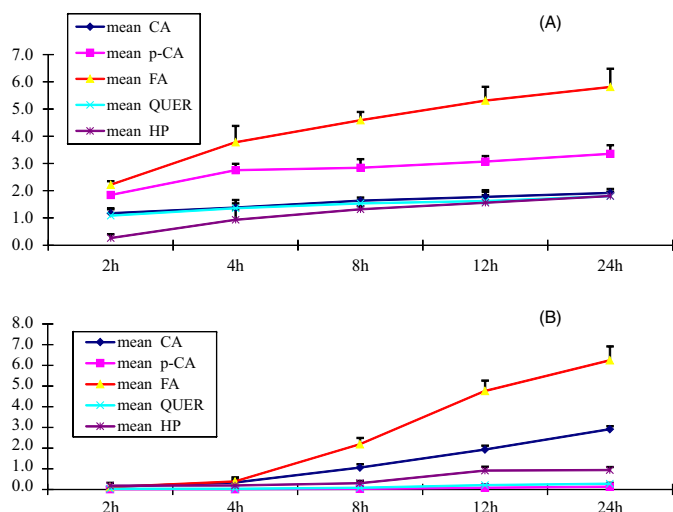 (A)
mean CA
mean p-CA
mean FA
mean QUER
mean HP
7.0
6.0
5.0
4.0
3.0
2.0
1.0
0.0
2h 4h 8h 12h 24h
(B)
mean CA
mean p-CA
mean FA
mean QUER
mean HP
8.0
7.0
6.0
5.0
4.0
3.0
2.0
1.0
0.0
2h 4h 8h 12h 24h